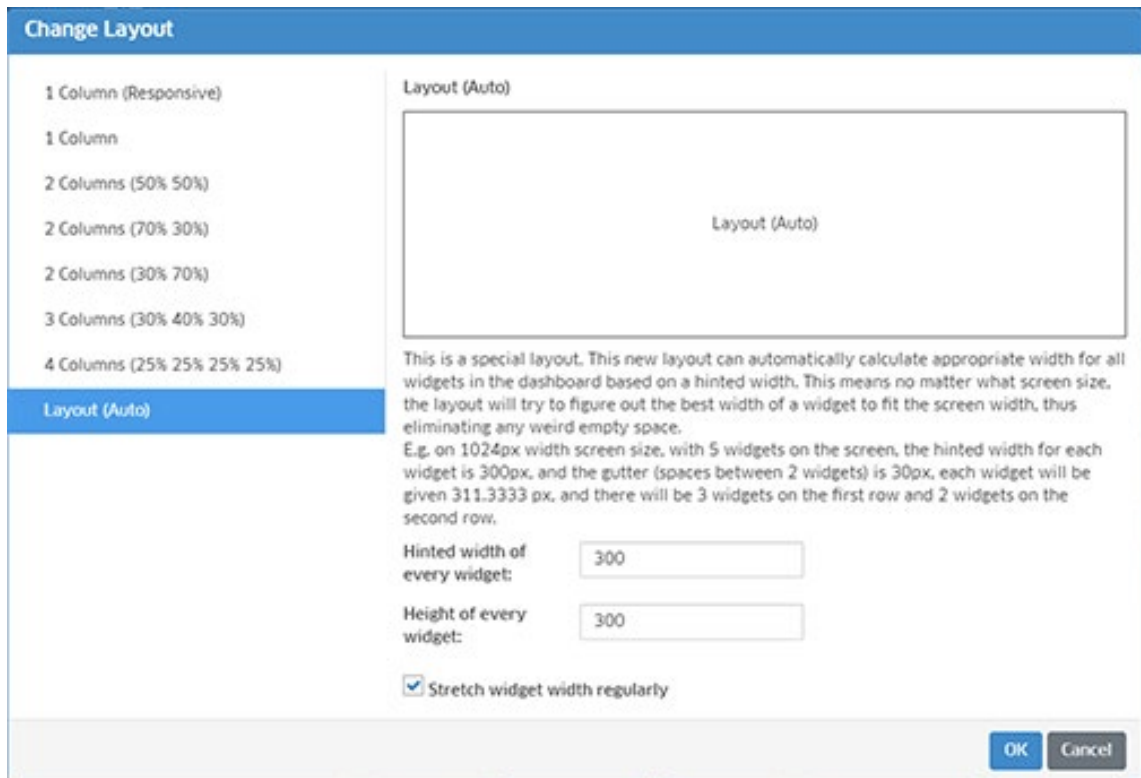 Change Layout
1 Column (Responsive)
1 Column
2 Columns (50% 50%)
2 Columns (70% 30%)
2 Columns (30% 70%)
3 Columns (30% 40% 30%)
4 Columns (25% 25% 25% 25%)
Layout (Auto)
Layout (Auto)
Layout (Auto)
This is a special layout. This new layout can automatically calculate appropriate width for all
widgets in the dashboard based on a hinted width. This means no matter what screen size,
the layout will try to figure out the best width of a widget to fit the screen width, thus
eliminating any weird empty space.
E.g. on 1024px width screen size, with 5 widgets on the screen, the hinted width for each
widget is 300px, and the gutter (spaces between 2 widgets) is 30px, each widget will be
given 311.3333 px, and there will be 3 widgets on the first row and 2 widgets on the
second row.
Hinted width of
every widget:
300
Height of every
widget:
300
Stretch widget width regularly
OK
Cancel